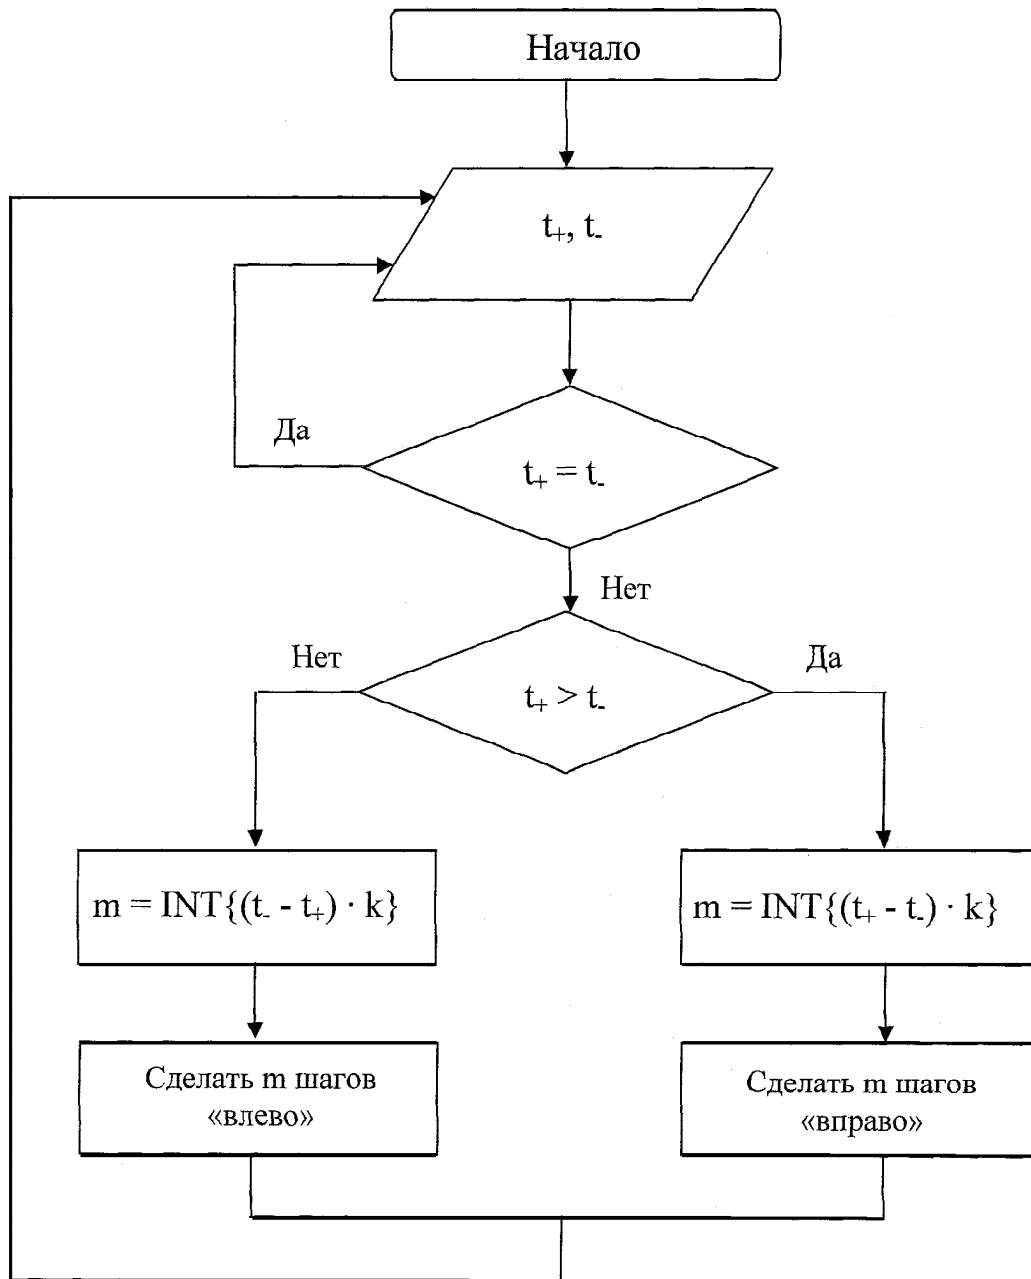 Начало
t₊, t₋
Да
t₊ = t₋
Нет
Нет
Да
t₊ > t₋
m = INT{(t₋ - t₊) · k}
m = INT{(t₊ - t₋) · k}
Сделать m шагов
«влево»
Сделать m шагов
«вправо»